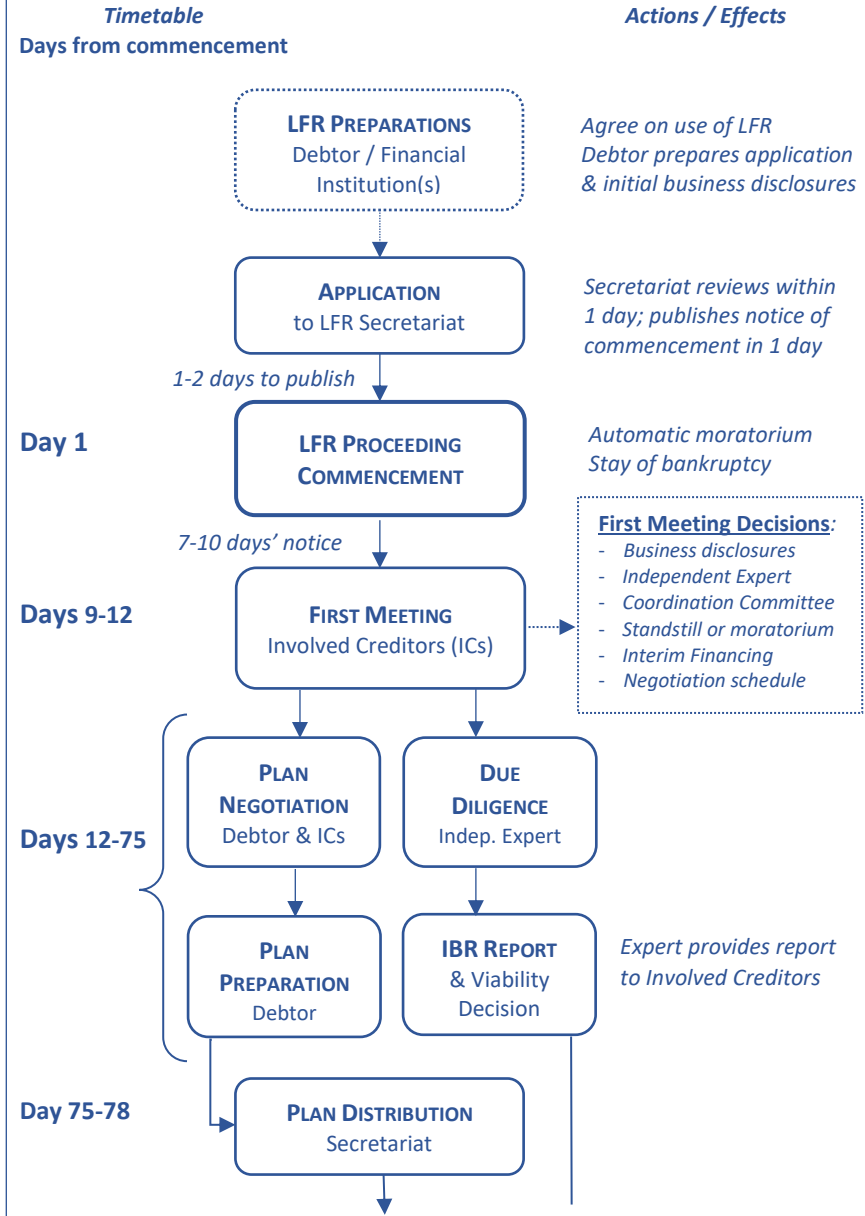 Timetable
Actions / Effects
Days from commencement
LFR PREPARATIONS
Debtor / Financial
Institution(s)
Agree on use of LFR
Debtor prepares application
& initial business disclosures
APPLICATION
to LFR Secretariat
Secretariat reviews within
1 day; publishes notice of
commencement in 1 day
1-2 days to publish
Day 1
LFR PROCEEDING
COMMENCEMENT
Automatic moratorium
Stay of bankruptcy
7-10 days’ notice
First Meeting Decisions:
- Business disclosures
- Independent Expert
- Coordination Committee
- Standstill or moratorium
- Interim Financing
- Negotiation schedule
Days 9-12
FIRST MEETING
Involved Creditors (ICs)
Days 12-75
PLAN
NEGOTIATION
Debtor & ICs
DUE
DILIGENCE
Indep. Expert
PLAN
PREPARATION
Debtor
IBR REPORT
& Viability
Decision
Expert provides report
to Involved Creditors
Day 75-78
PLAN DISTRIBUTION
Secretariat